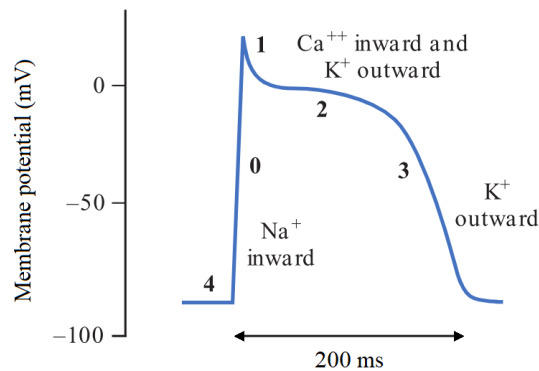 Membrane potential (mV)
0
−50
−100
1
Ca++ inward and
K+ outward
2
0
3
K+
outward
Na+
inward
4
200 ms